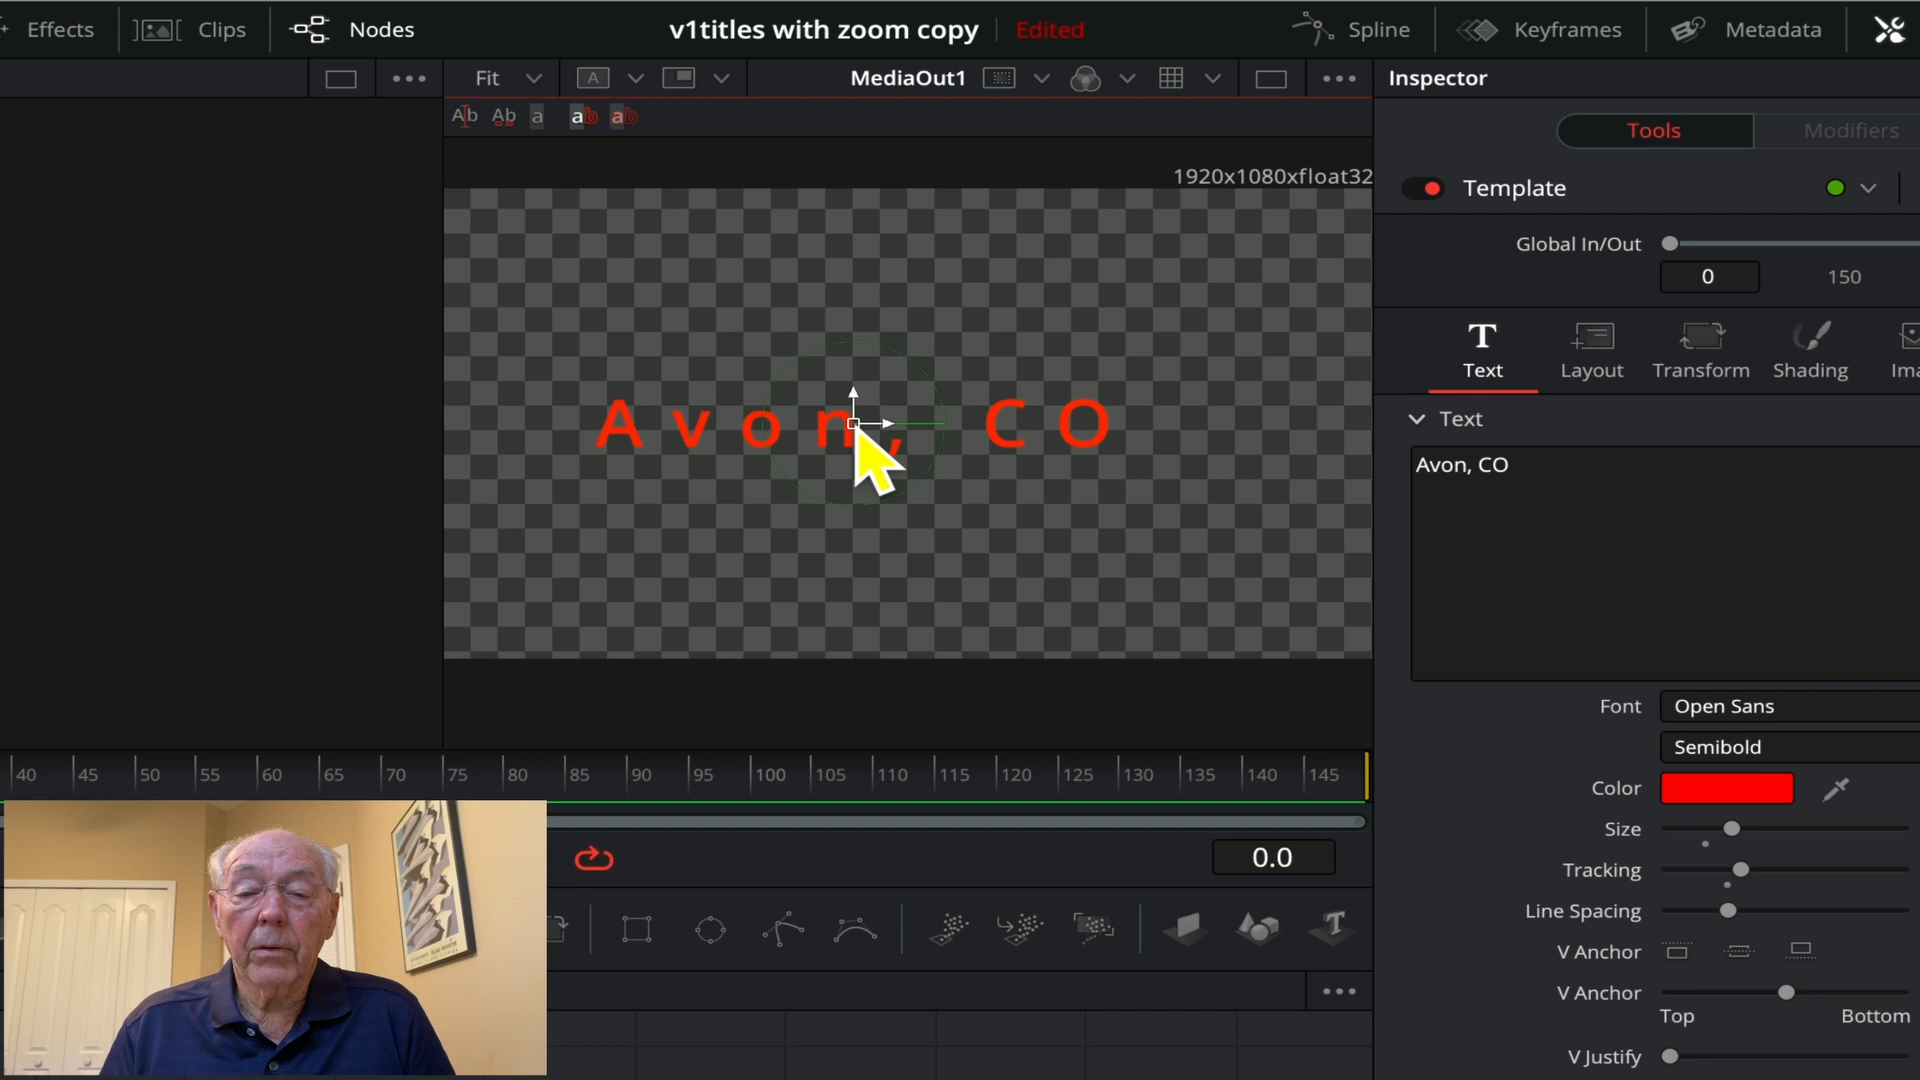 Effects
Clips
Nodes
v1titles with zoom copy
Edited
Spline
Keyframes
Metadata
Fit
A
MediaOut1
Inspector
Ab Ab a ab ab
Tools
Modifiers
1920x1080xfloat32
Template
Global In/Out
0
150
T
Text
Layout
Transform
Shading
Ima
Text
Avon, CO
Avon, CO
Font
Open Sans
Semibold
Color
Size
Tracking
Line Spacing
V Anchor
V Anchor
Top
Bottom
V Justify
40 45 50 55 60 65 70 75 80 85 90 95 100 105 110 115 120 125 130 135 140 145
0.0
T